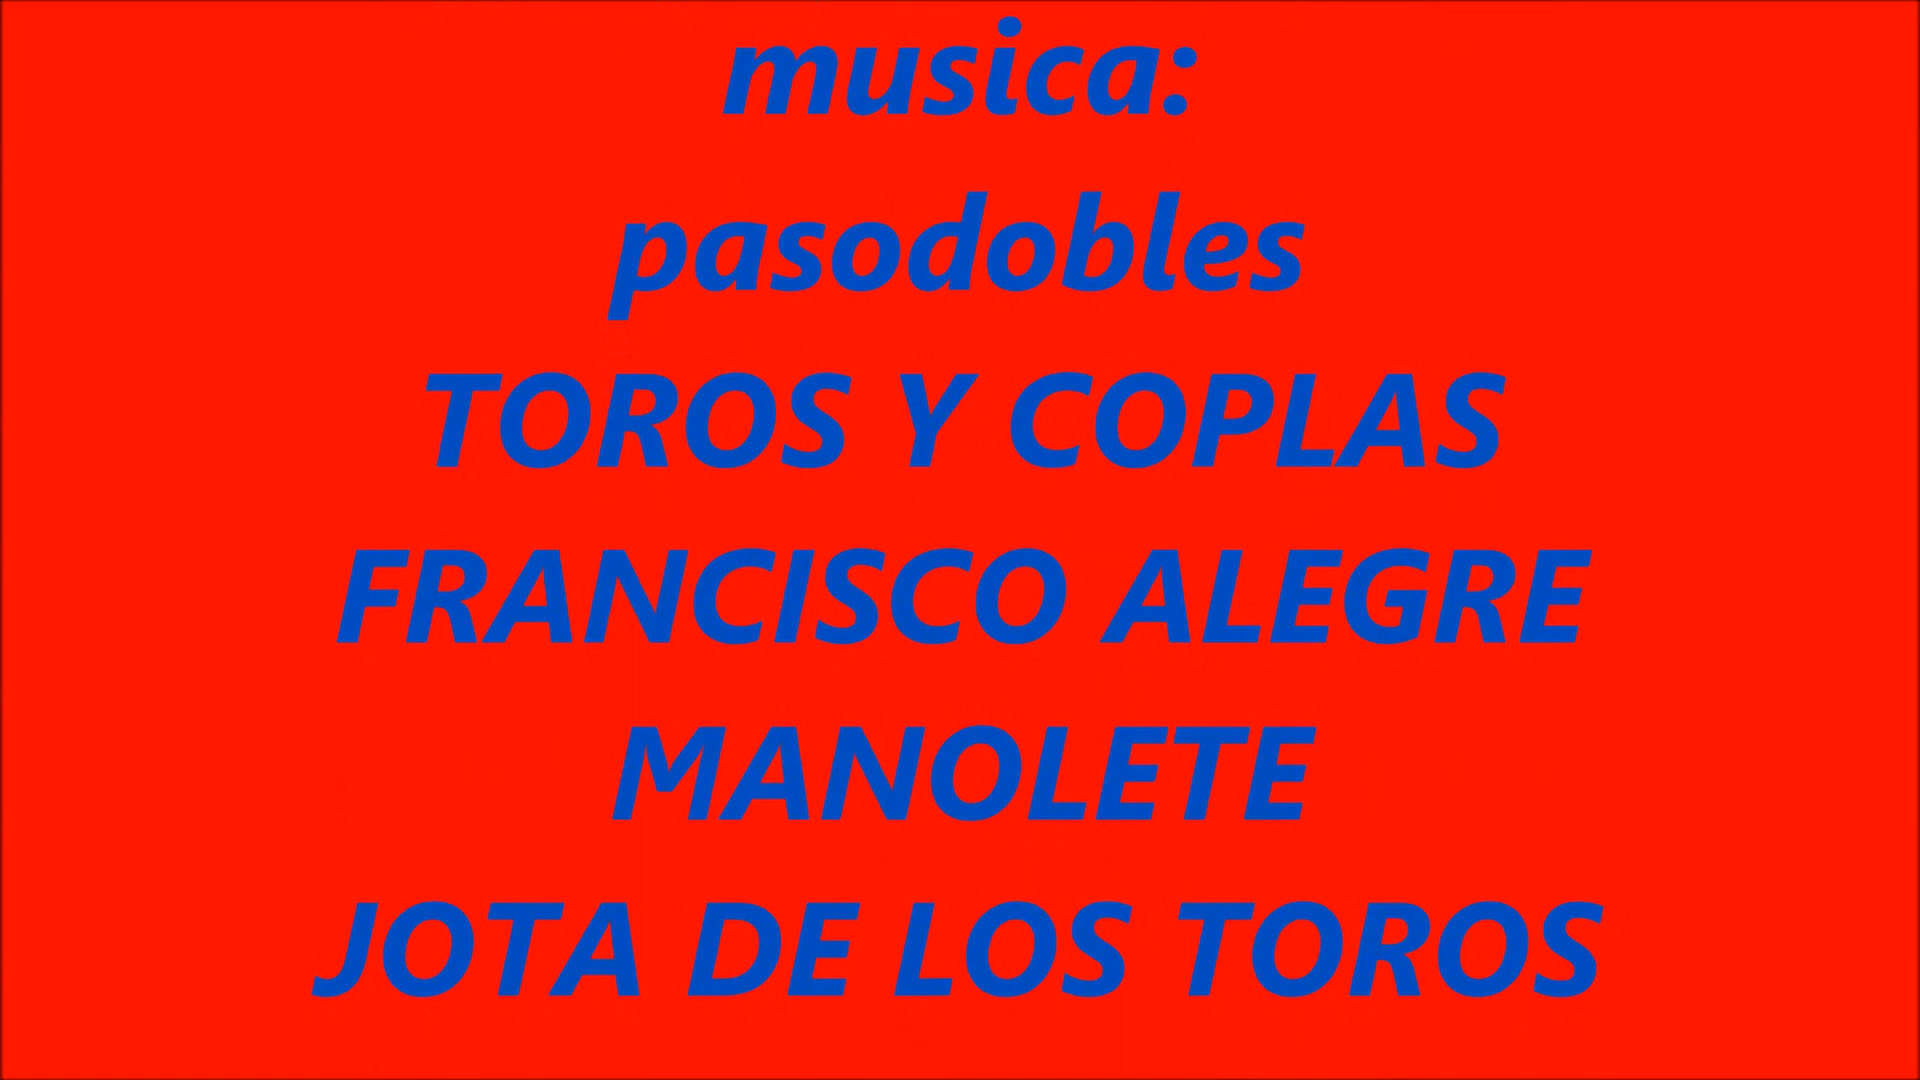 musica:
pasodobles
TOROS Y COPLAS
FRANCISCO ALEGRE
MANOLETE
JOTA DE LOS TOROS